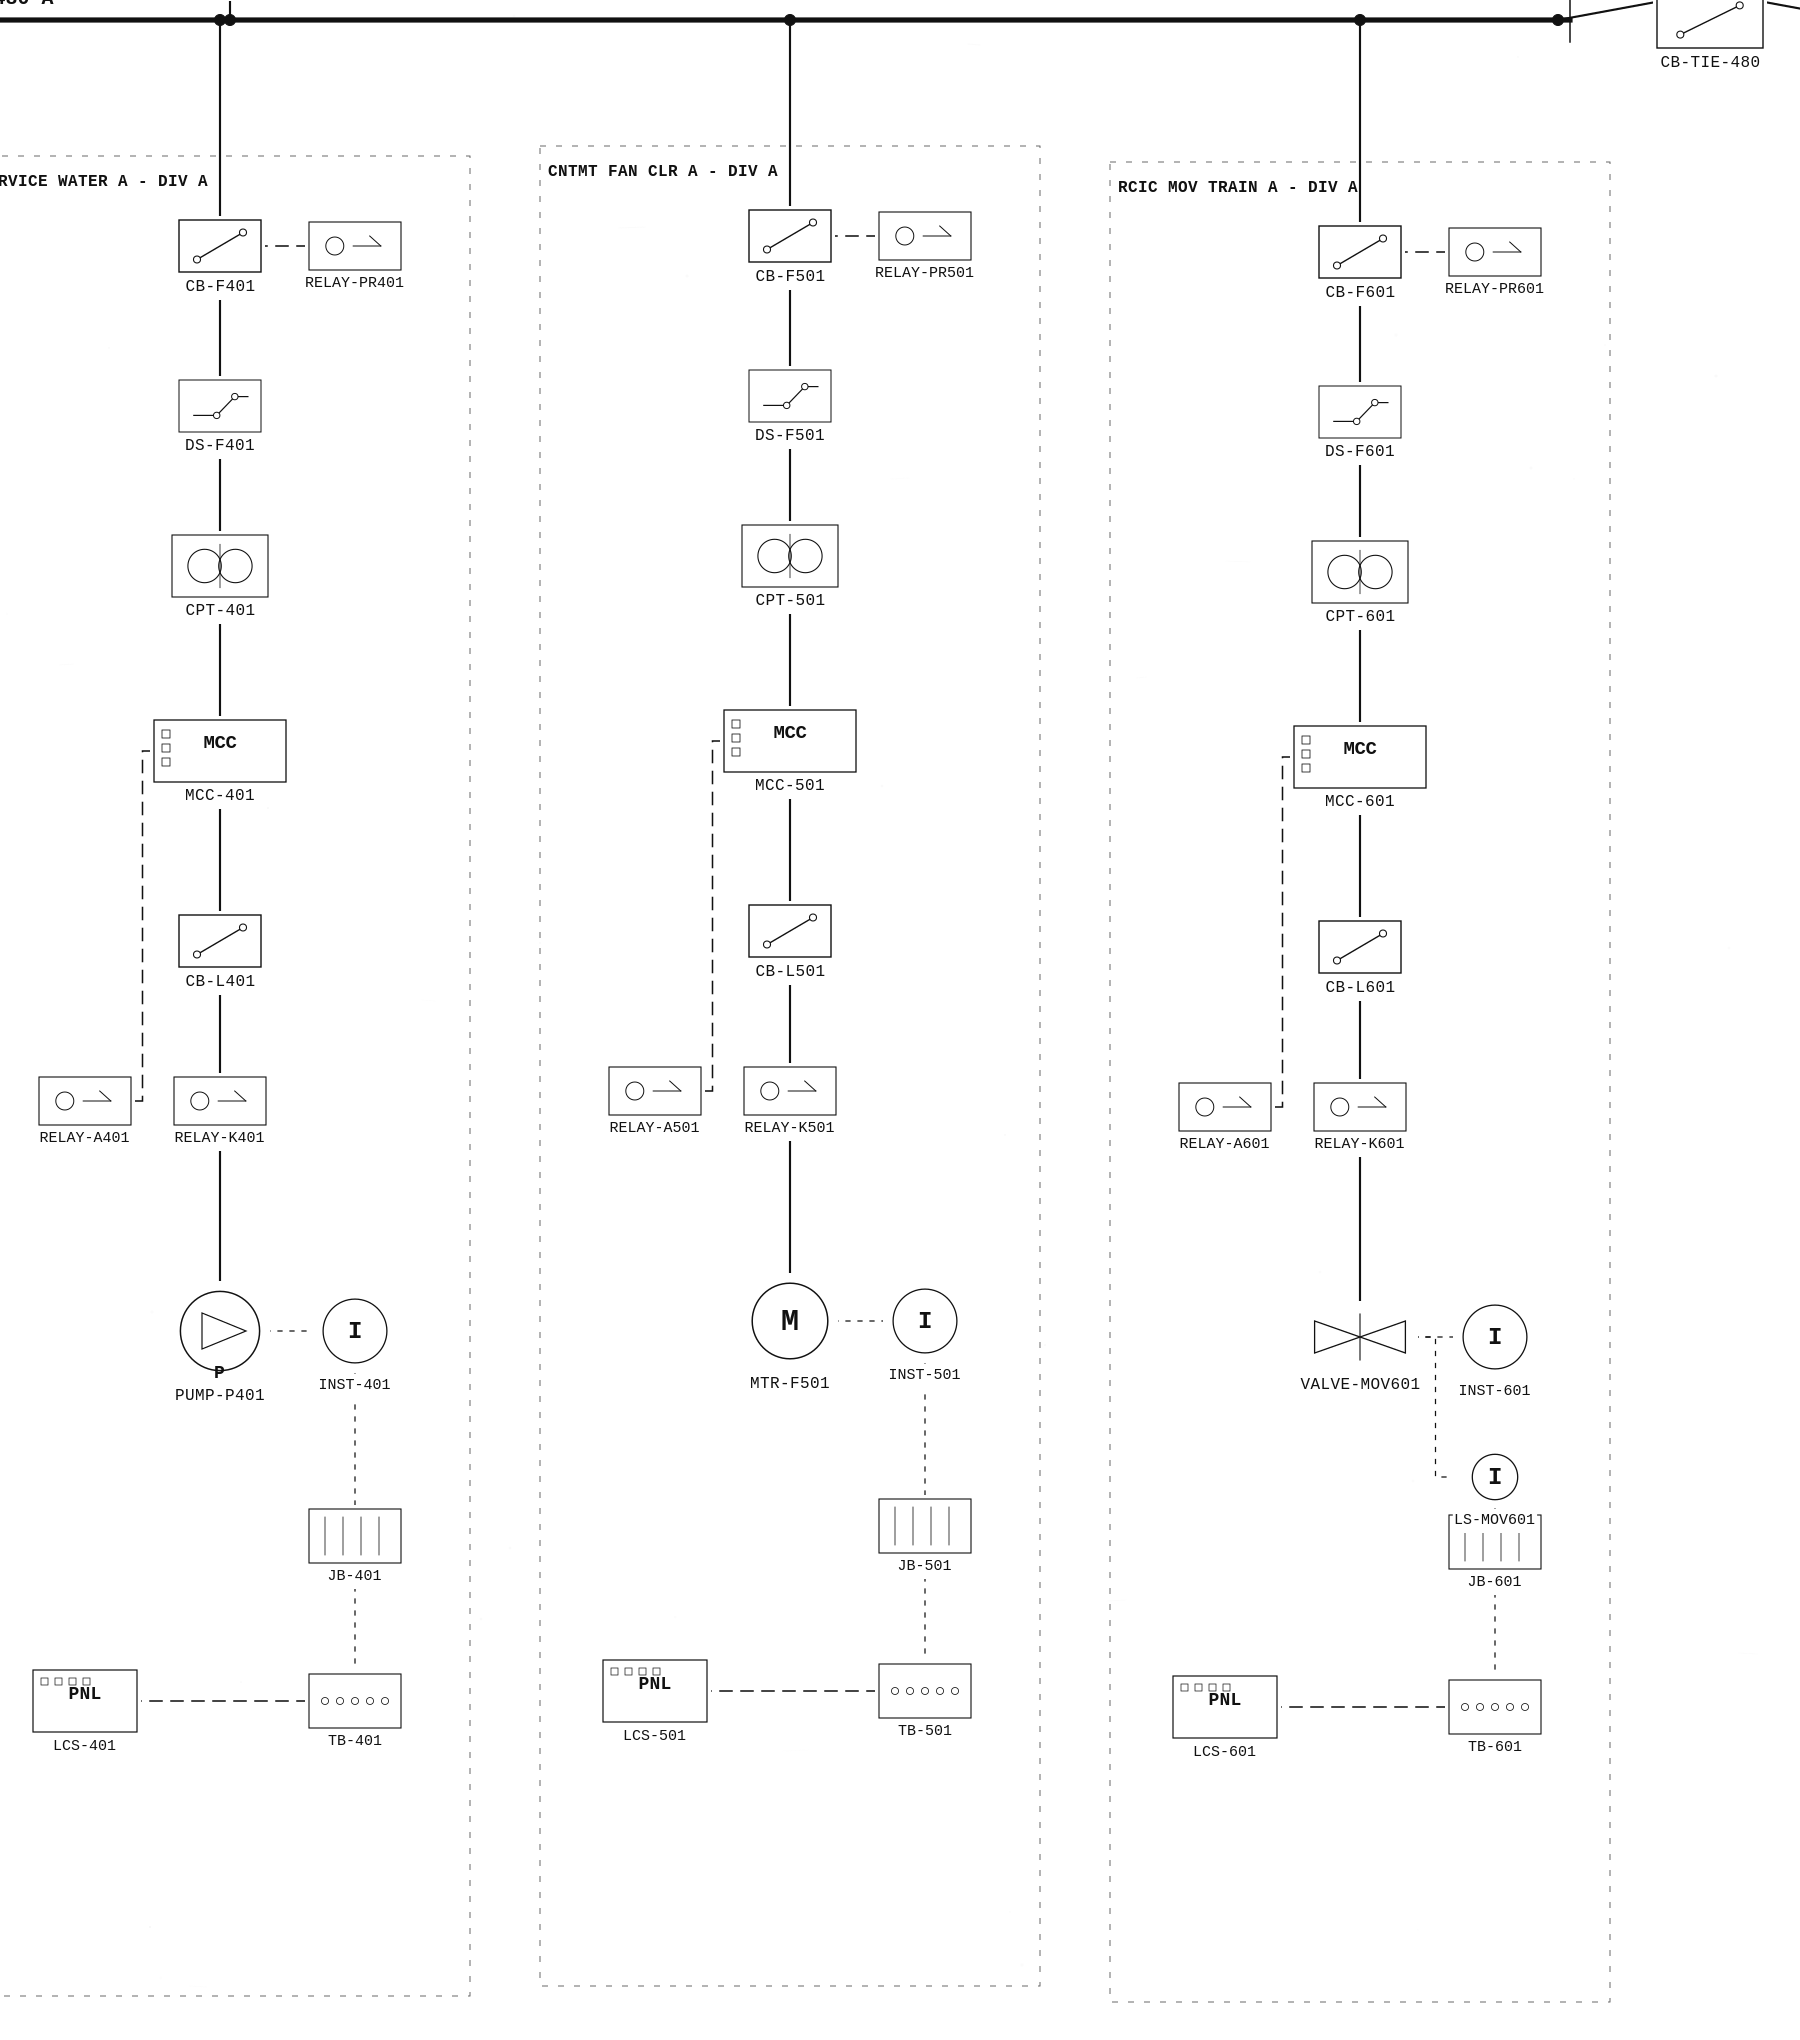 CB-TIE-480
RVICE WATER A - DIV A
CB-F401
RELAY-PR401
DS-F401
CPT-401
MCC
MCC-401
CB-L401
RELAY-A401
RELAY-K401
P
PUMP-P401
I
INST-401
JB-401
PNL
LCS-401
TB-401
CNTMT FAN CLR A - DIV A
CB-F501
RELAY-PR501
DS-F501
CPT-501
MCC
MCC-501
CB-L501
RELAY-A501
RELAY-K501
M
MTR-F501
I
INST-501
JB-501
PNL
LCS-501
TB-501
RCIC MOV TRAIN A - DIV A
CB-F601
RELAY-PR601
DS-F601
CPT-601
MCC
MCC-601
CB-L601
RELAY-A601
RELAY-K601
VALVE-MOV601
I
INST-601
I
LS-MOV601
JB-601
PNL
LCS-601
TB-601